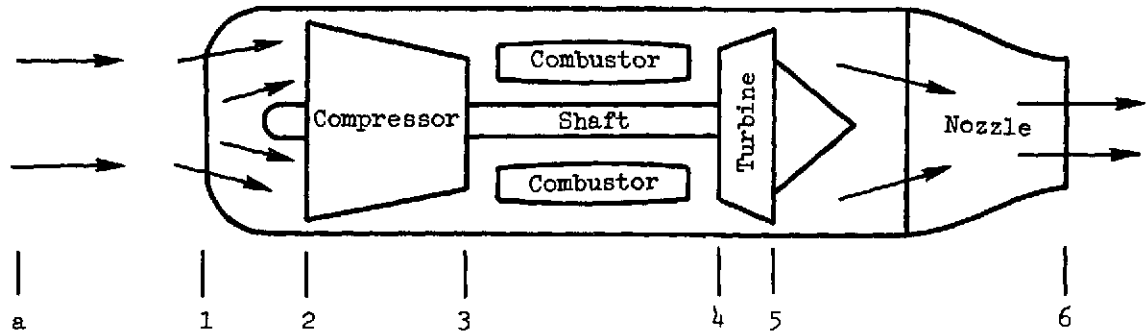 Combustor
Compressor
Shaft
Turbine
Nozzle
Combustor
a 1 2 3 4 5 6